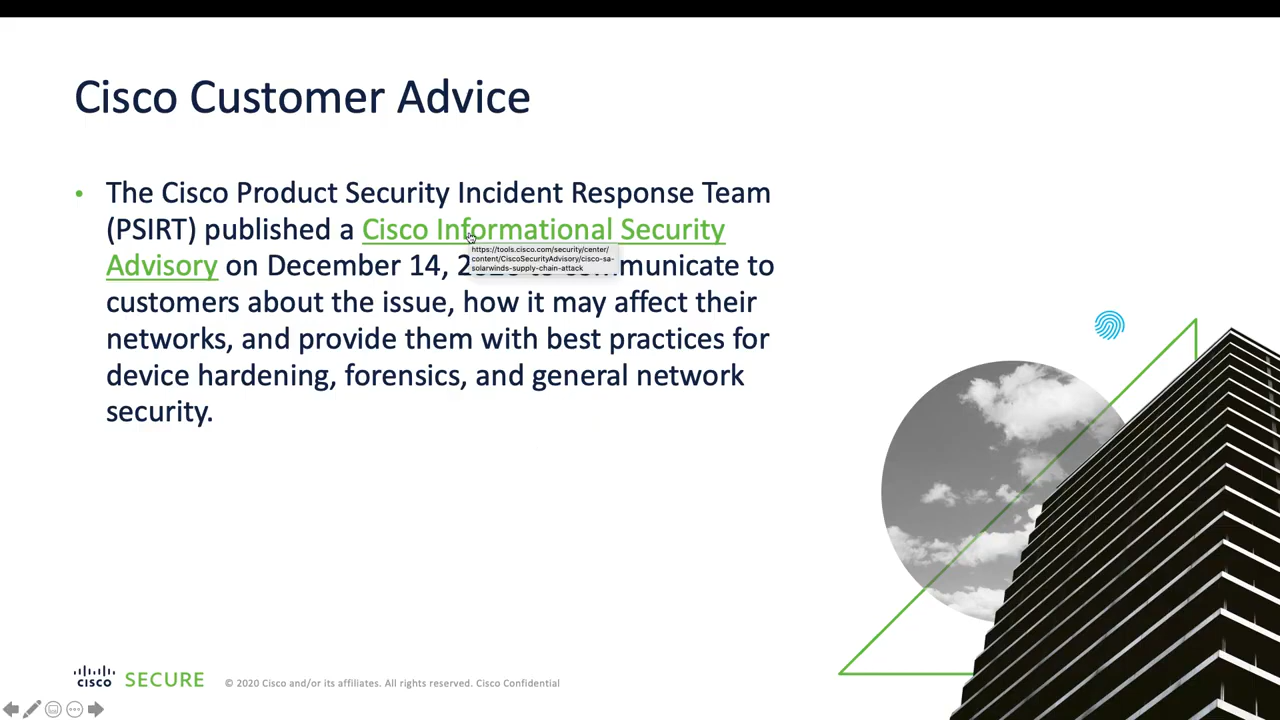 Cisco Customer Advice
• The Cisco Product Security Incident Response Team
(PSIRT) published a Cisco Informational Security
https://tools.cisco.com/security/center/
content/CiscoSecurityAdvisory/cisco-sa-
solarwinds-supply-chain-attack
Advisory on December 14, to communicate to
customers about the issue, how it may affect their
networks, and provide them with best practices for
device hardening, forensics, and general network
security.
CISCO SECURE © 2020 Cisco and/or its affiliates. All rights reserved. Cisco Confidential